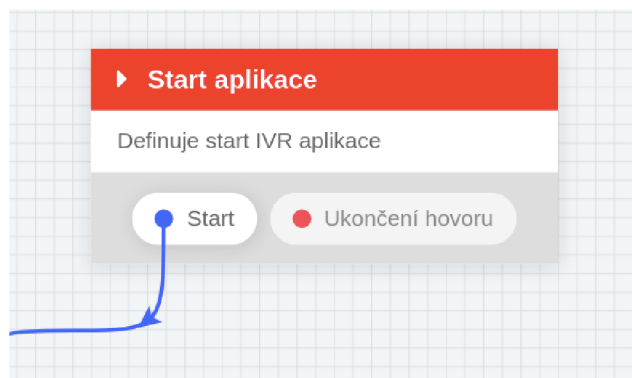 Start aplikace
Definuje start IVR aplikace
Start
Ukončení hovoru